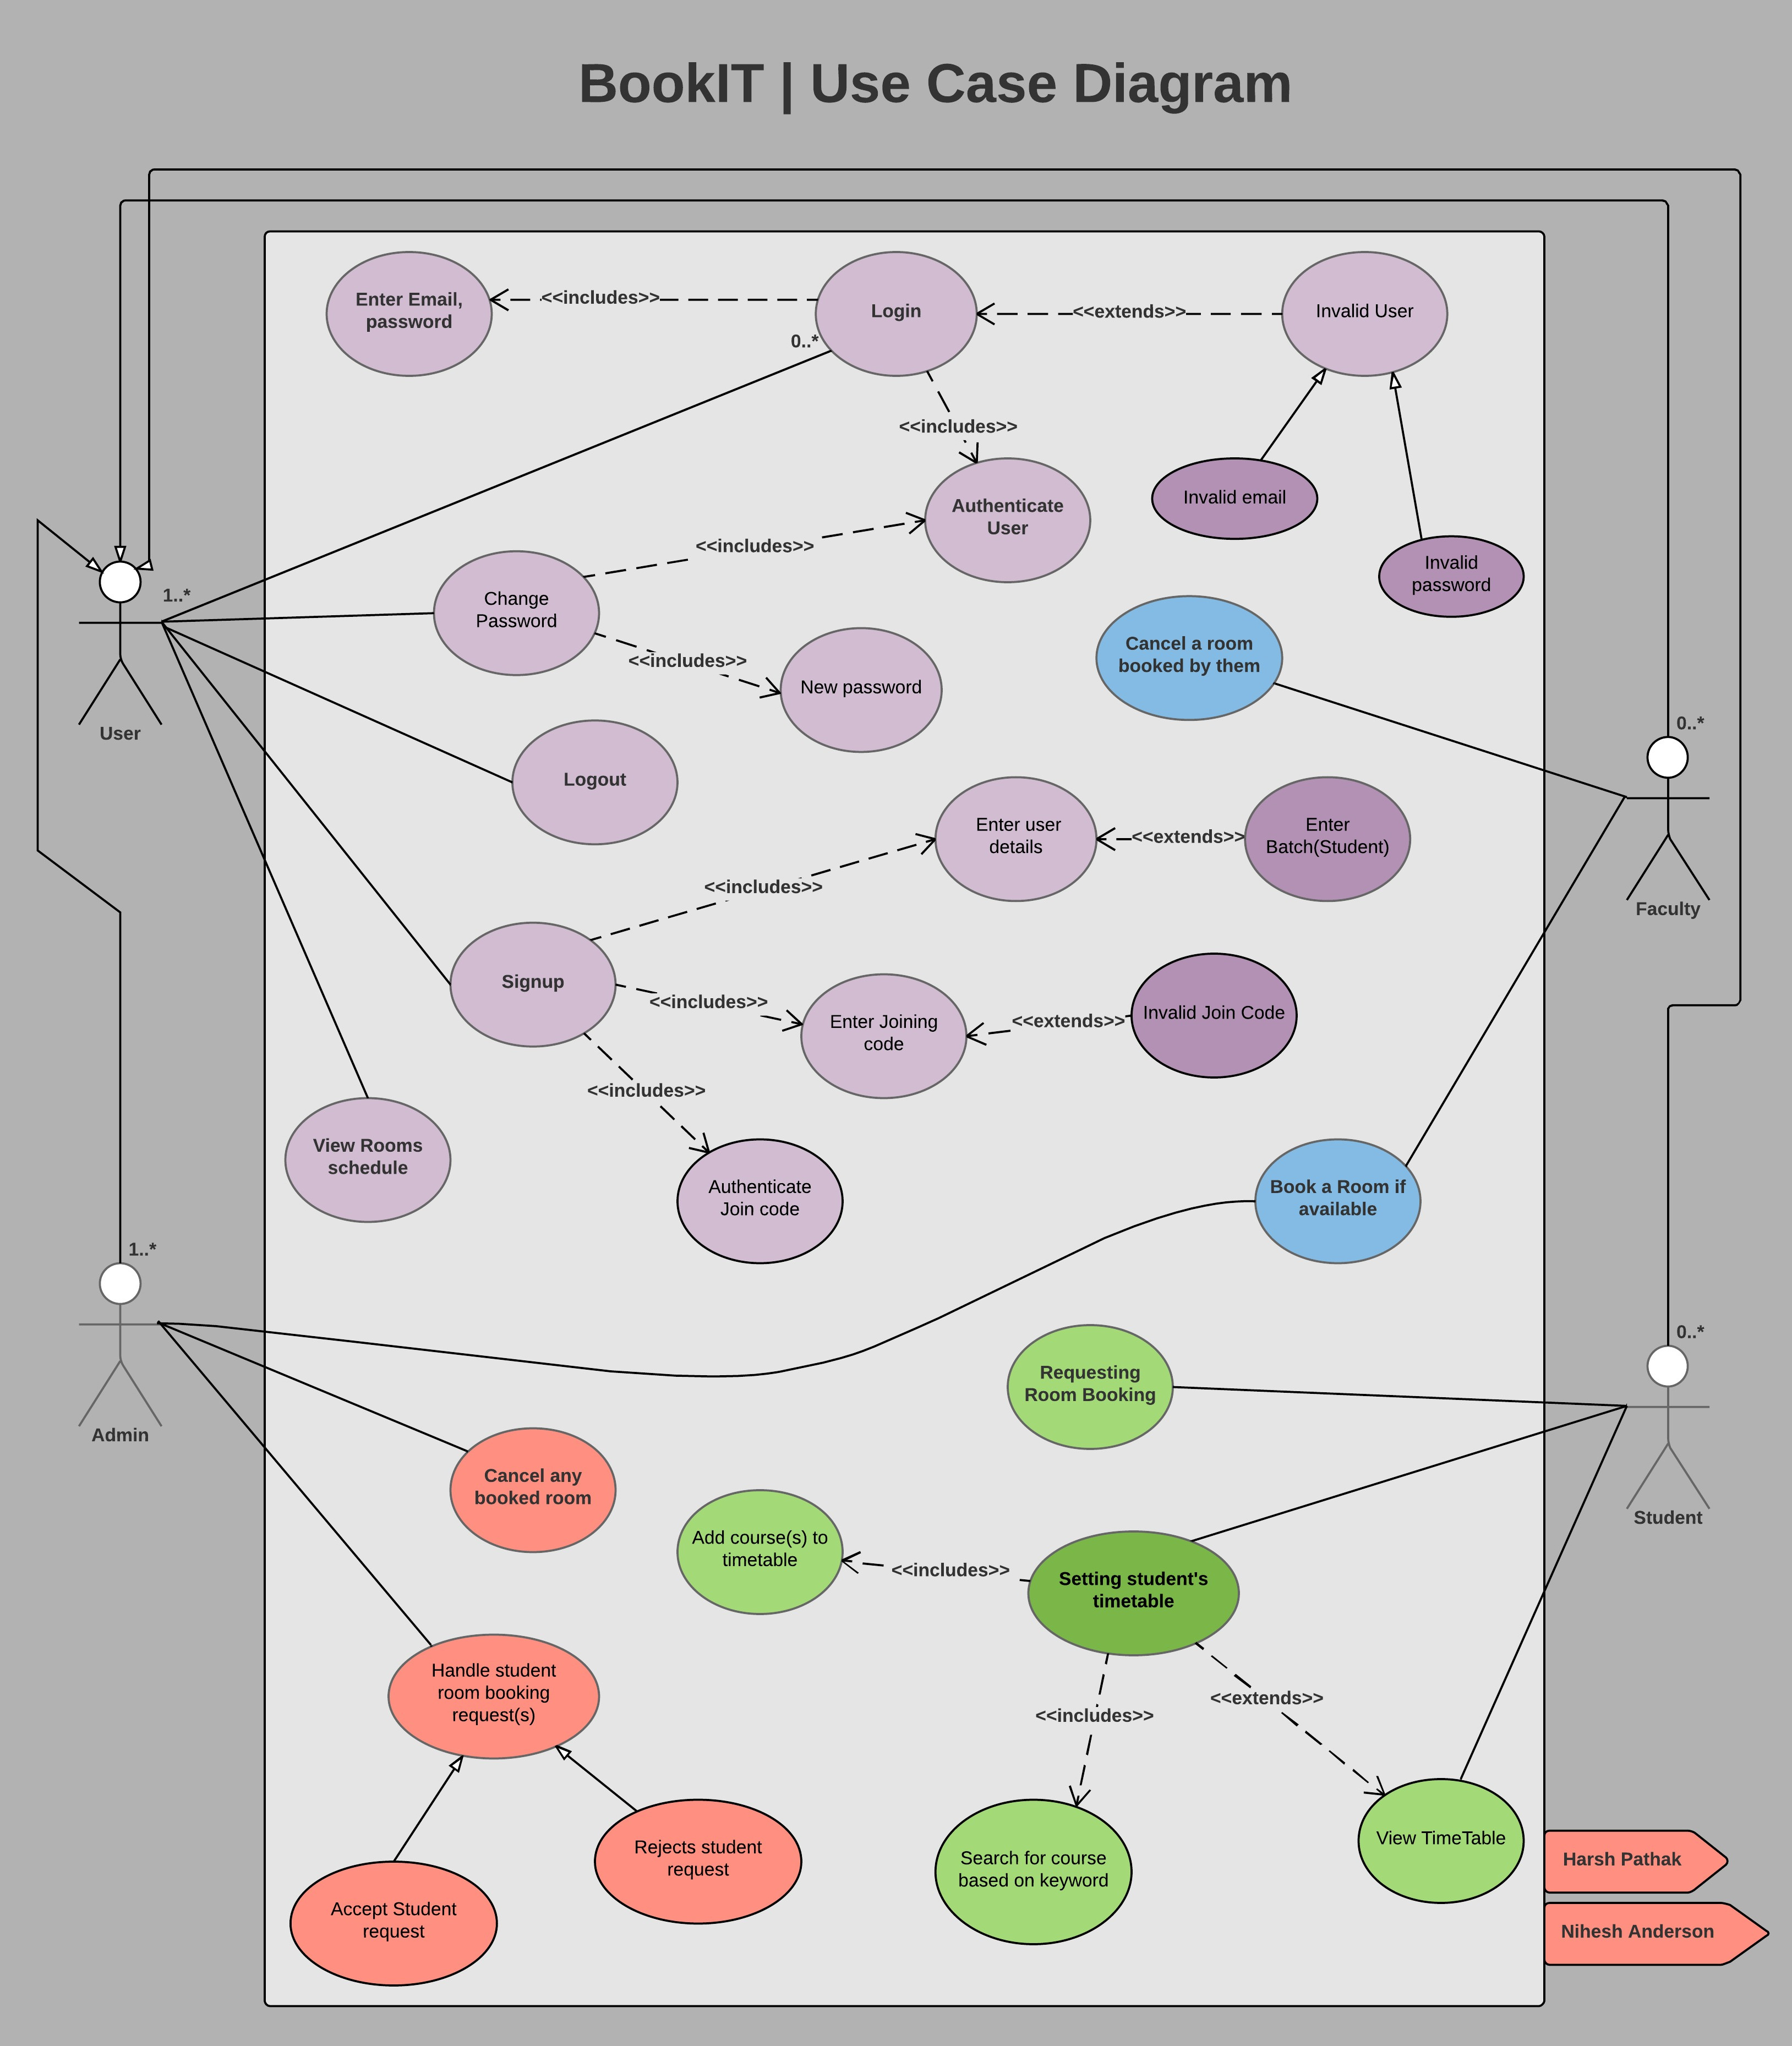 BookIT | Use Case Diagram
Enter Email,
password
<<includes>>
Login
<<extends>>
Invalid User
0..*
<<includes>>
Authenticate
User
Invalid email
Invalid
password
<<includes>>
1..*
Change
Password
<<includes>>
New password
Cancel a room
booked by them
User
Logout
0..*
Enter user
details
<<extends>>
Enter
Batch(Student)
<<includes>>
Faculty
Signup
<<includes>>
Enter Joining
code
<<extends>>
Invalid Join Code
<<includes>>
View Rooms
schedule
Authenticate
Join code
Book a Room if
available
1..*
Admin
0..*
Requesting
Room Booking
Student
Cancel any
booked room
Add course(s) to
timetable
<<includes>>
Setting student's
timetable
Handle student
room booking
request(s)
<<includes>>
<<extends>>
Rejects student
request
Accept Student
request
Search for course
based on keyword
View TimeTable
Harsh Pathak
Nihesh Anderson